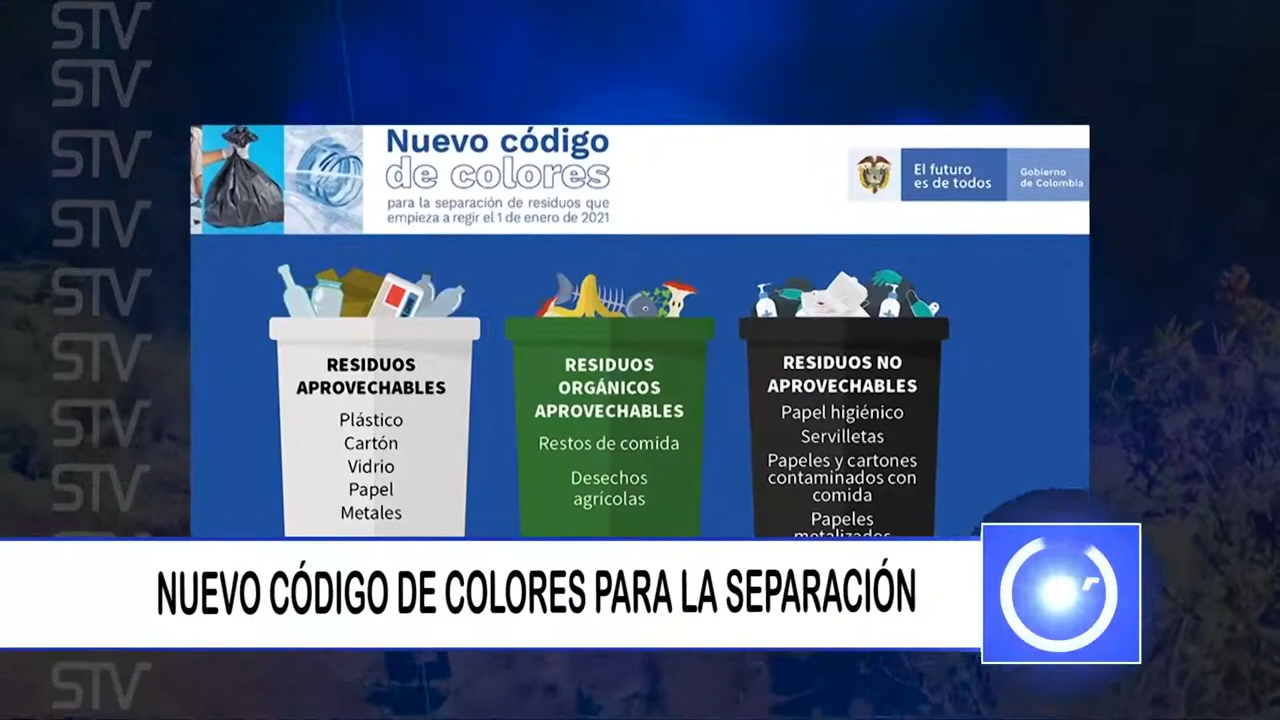 STV
STV
STV
STV
STV
STV
STV
STV
STV
Nuevo código
de colores
para la separación de residuos que
empieza a regir el 1 de enero de 2021
El futuro
es de todos
Gobierno
de Colombia
RESIDUOS
APROVECHABLES
Plástico
Cartón
Vidrio
Papel
Metales
RESIDUOS
ORGÁNICOS
APROVECHABLES
Restos de comida
Desechos
agrícolas
RESIDUOS NO
APROVECHABLES
Papel higiénico
Servilletas
Papeles y cartones
contaminados con
comida
Papeles
metalizados
NUEVO CÓDIGO DE COLORES PARA LA SEPARACIÓN